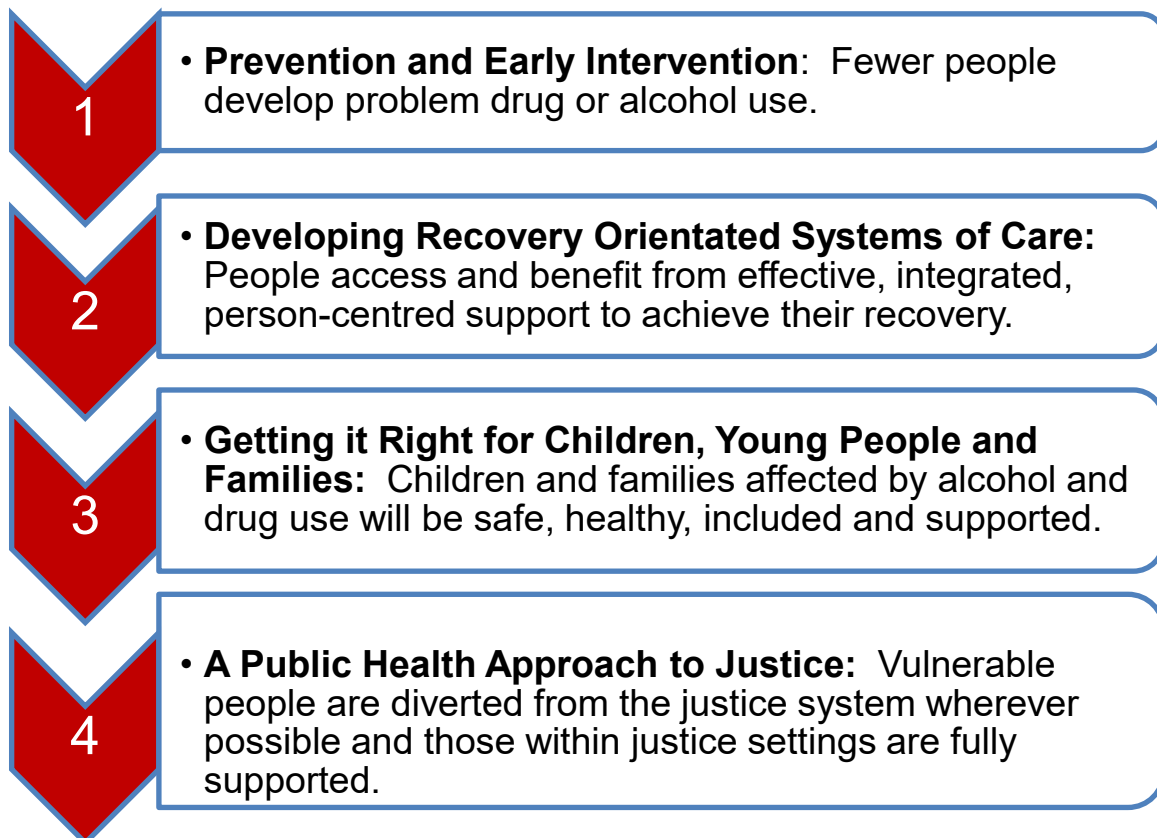 1
• Prevention and Early Intervention:  Fewer people
develop problem drug or alcohol use.
2
• Developing Recovery Orientated Systems of Care:
People access and benefit from effective, integrated,
person-centred support to achieve their recovery.
3
• Getting it Right for Children, Young People and
Families:  Children and families affected by alcohol and
drug use will be safe, healthy, included and supported.
4
• A Public Health Approach to Justice:  Vulnerable
people are diverted from the justice system wherever
possible and those within justice settings are fully
supported.